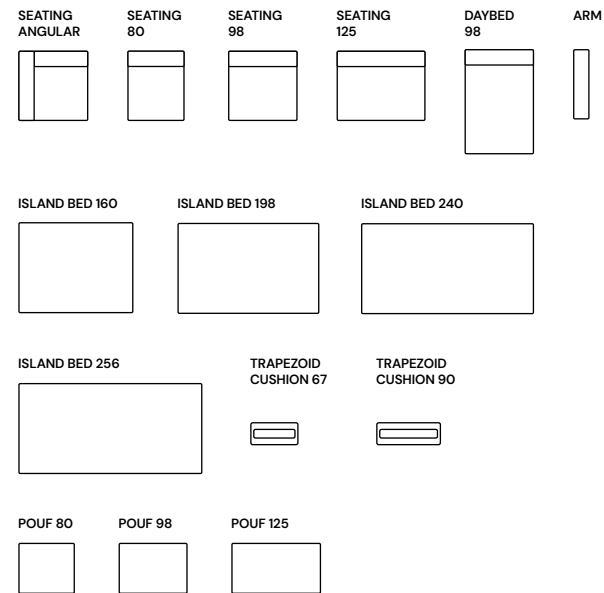 SEATING
ANGULAR
SEATING
80
SEATING
98
SEATING
125
DAYBED
98
ARM
ISLAND BED 160
ISLAND BED 198
ISLAND BED 240
ISLAND BED 256
TRAPEZOID
CUSHION 67
TRAPEZOID
CUSHION 90
POUF 80
POUF 98
POUF 125